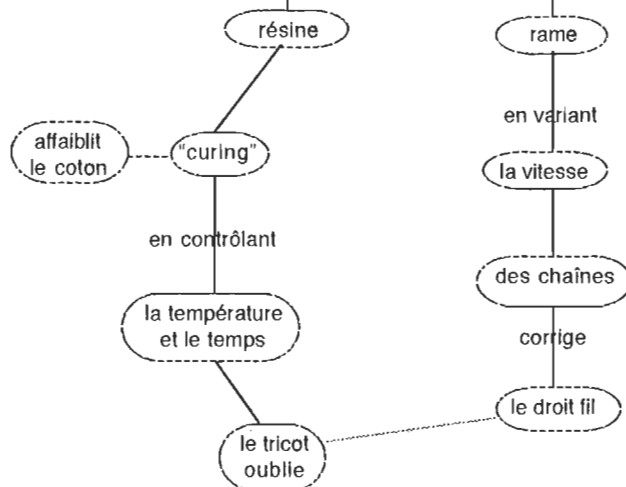 résine
rame
en variant
affaiblit
le coton
"curing"
la vitesse
en contrôlant
des chaînes
la température
et le temps
corrige
le droit fil
le tricot
oublie